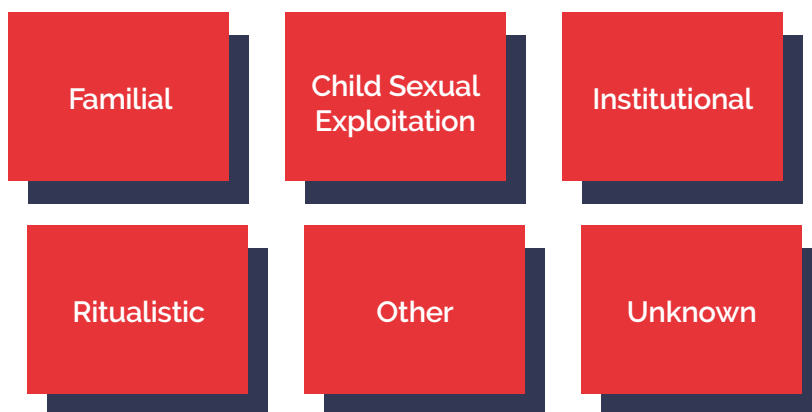 Familial
Child Sexual
Exploitation
Institutional
Ritualistic
Other
Unknown